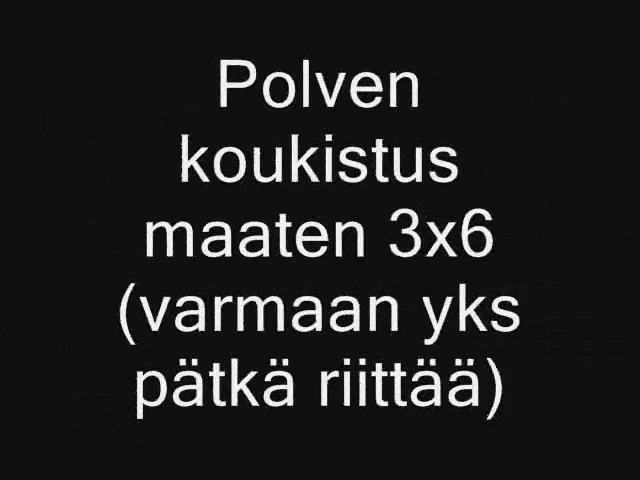 Polven
koukistus
maaten 3x6
(varmaan yks
pätkä riittää)